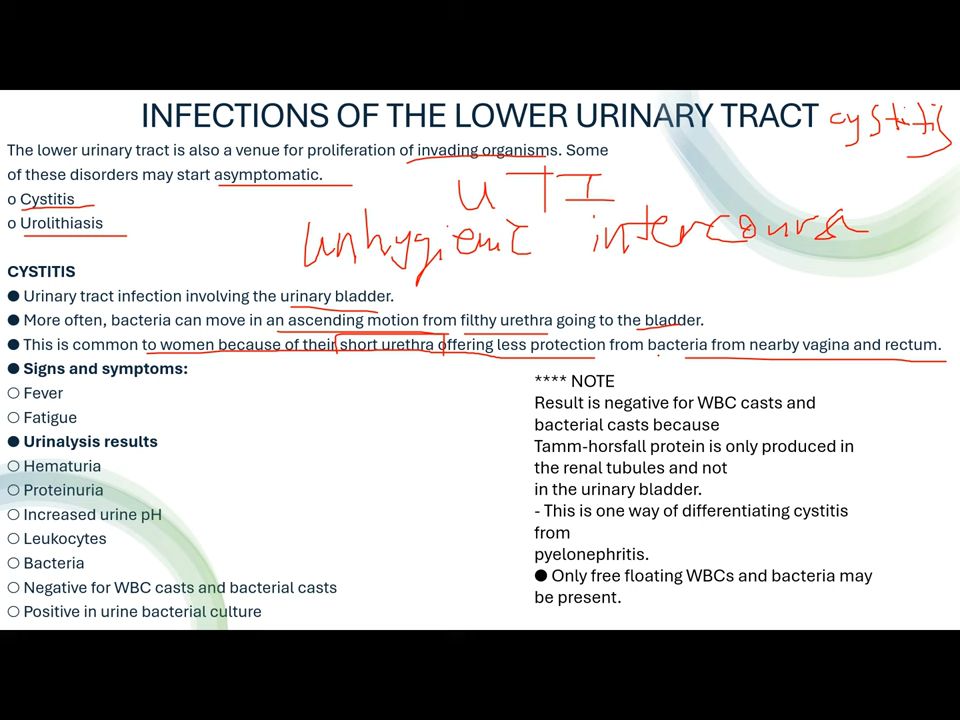 INFECTIONS OF THE LOWER URINARY TRACT cystitis
The lower urinary tract is also a venue for proliferation of invading organisms. Some
of these disorders may start asymptomatic.
UTI
o Cystitis
o Urolithiasis
unhygienic intercourse
CYSTITIS
● Urinary tract infection involving the urinary bladder.
● More often, bacteria can move in an ascending motion from filthy urethra going to the bladder.
● This is common to women because of their short urethra offering less protection from bacteria from nearby vagina and rectum.
● Signs and symptoms:
○ Fever
○ Fatigue
● Urinalysis results
○ Hematuria
○ Proteinuria
○ Increased urine pH
○ Leukocytes
○ Bacteria
○ Negative for WBC casts and bacterial casts
○ Positive in urine bacterial culture
**** NOTE
Result is negative for WBC casts and
bacterial casts because
Tamm-horsfall protein is only produced in
the renal tubules and not
in the urinary bladder.
- This is one way of differentiating cystitis
from
pyelonephritis.
● Only free floating WBCs and bacteria may
be present.